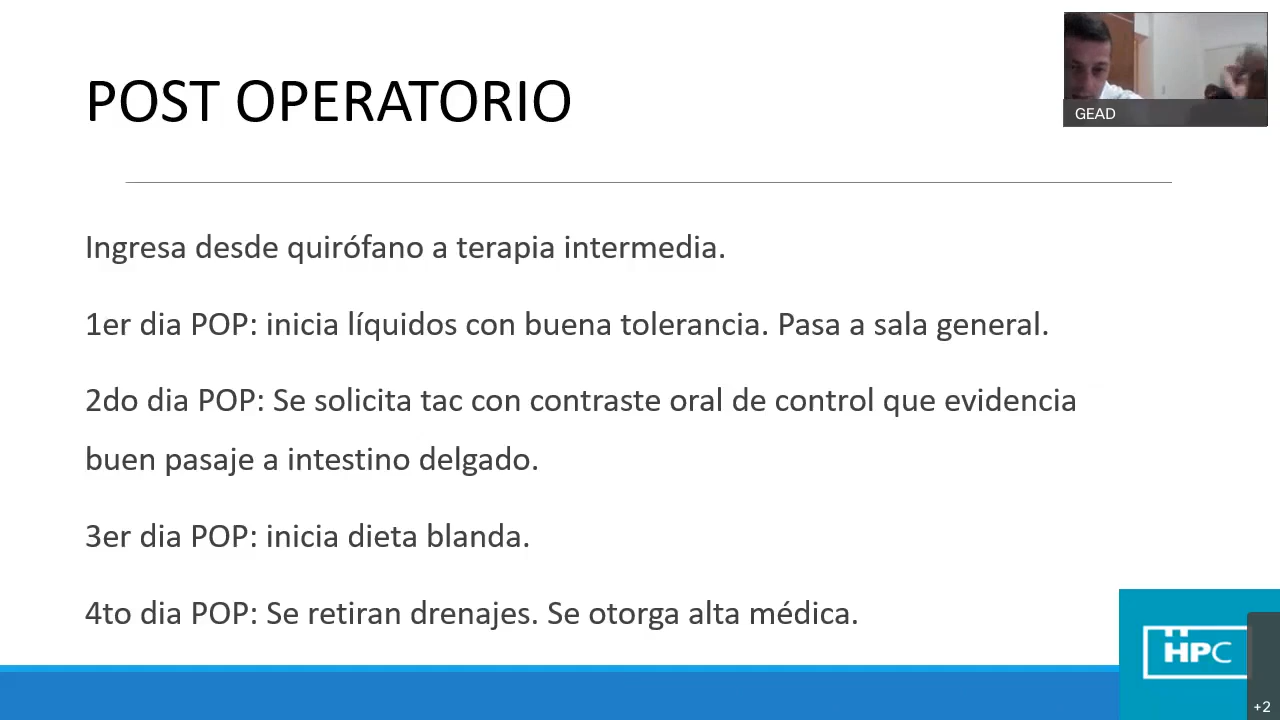 POST OPERATORIO
GEAD
Ingresa desde quirófano a terapia intermedia.
1er dia POP: inicia líquidos con buena tolerancia. Pasa a sala general.
2do dia POP: Se solicita tac con contraste oral de control que evidencia
buen pasaje a intestino delgado.
3er dia POP: inicia dieta blanda.
4to dia POP: Se retiran drenajes. Se otorga alta médica.
HPC
+2